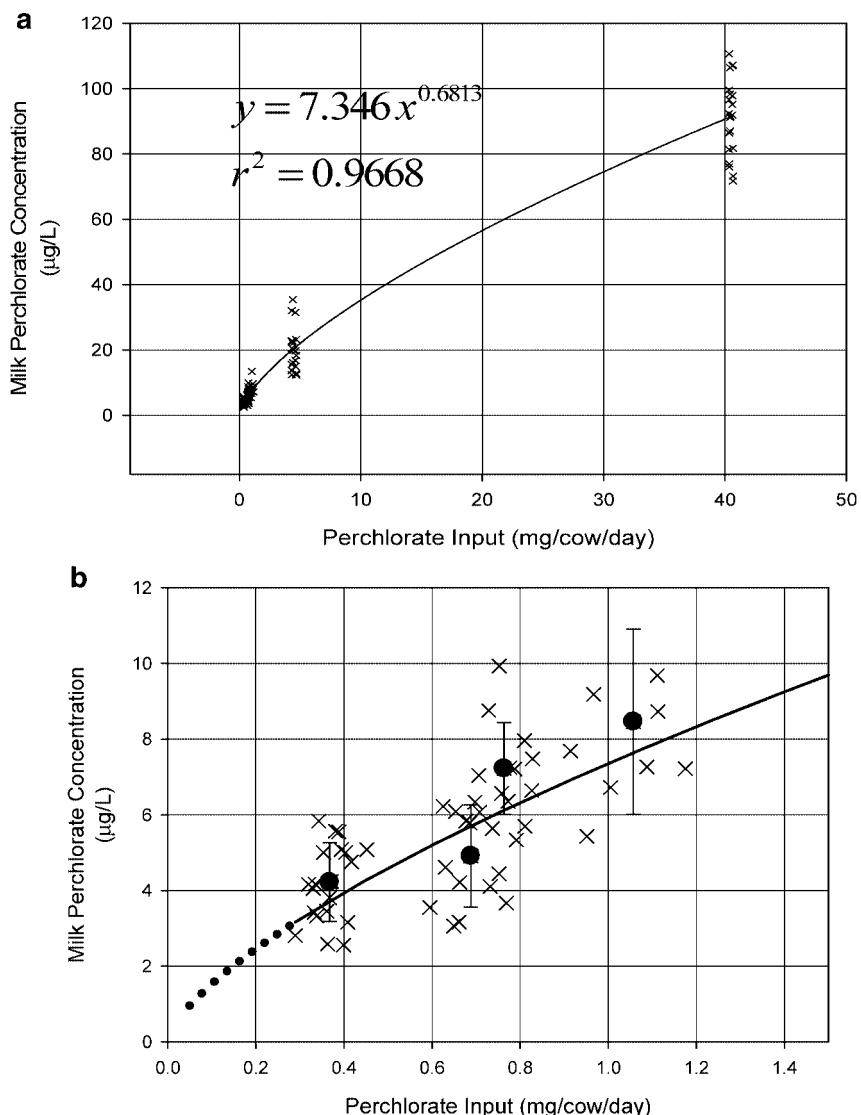 a
120
100
80
60
40
20
0
y = 7.346x^0.6813
r^2 = 0.9668
Milk Perchlorate Concentration
(µg/L)
0 10 20 30 40 50
Perchlorate Input (mg/cow/day)
b
12
10
8
6
4
2
0
Milk Perchlorate Concentration
(µg/L)
0.0 0.2 0.4 0.6 0.8 1.0 1.2 1.4
Perchlorate Input (mg/cow/day)